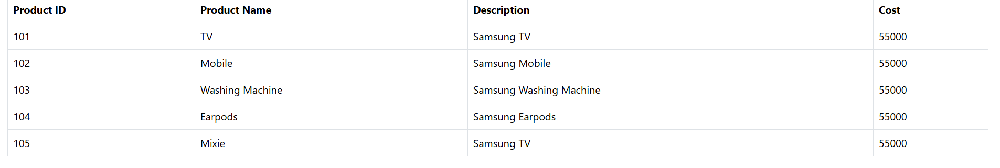 Product ID Product Name Description Cost
101 TV Samsung TV 55000
102 Mobile Samsung Mobile 55000
103 Washing Machine Samsung Washing Machine 55000
104 Earpods Samsung Earpods 55000
105 Mixie Samsung TV 55000